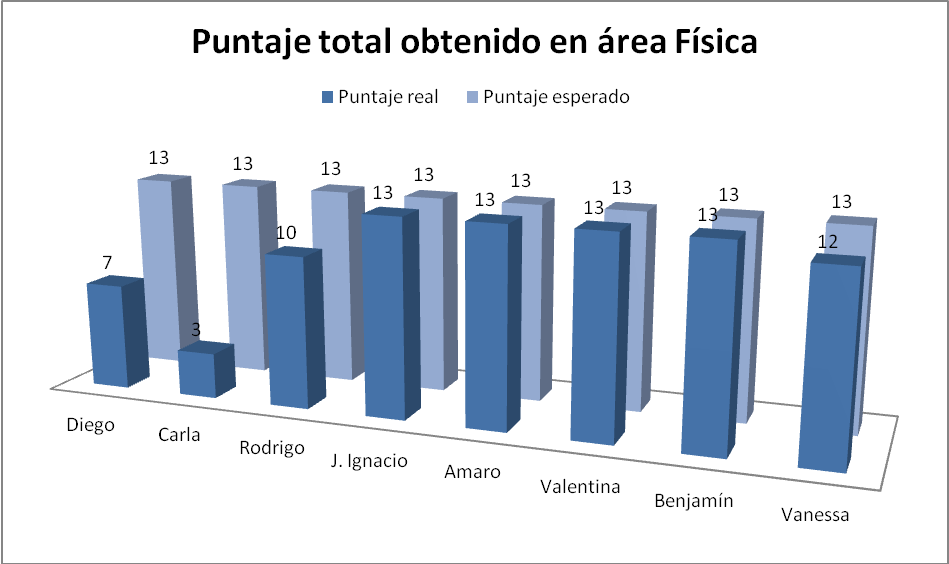 Puntaje total obtenido en área Física
Puntaje real
Puntaje esperado
13
13
13
13
13
13
13
13
7
3
10
13
13
13
13
12
Diego
Carla
Rodrigo
J. Ignacio
Amaro
Valentina
Benjamín
Vanessa